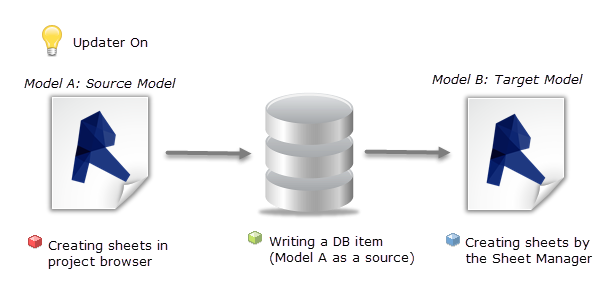 Updater On
Model A: Source Model
Model B: Target Model
Creating sheets in
project browser
Writing a DB item
(Model A as a source)
Creating sheets by
the Sheet Manager